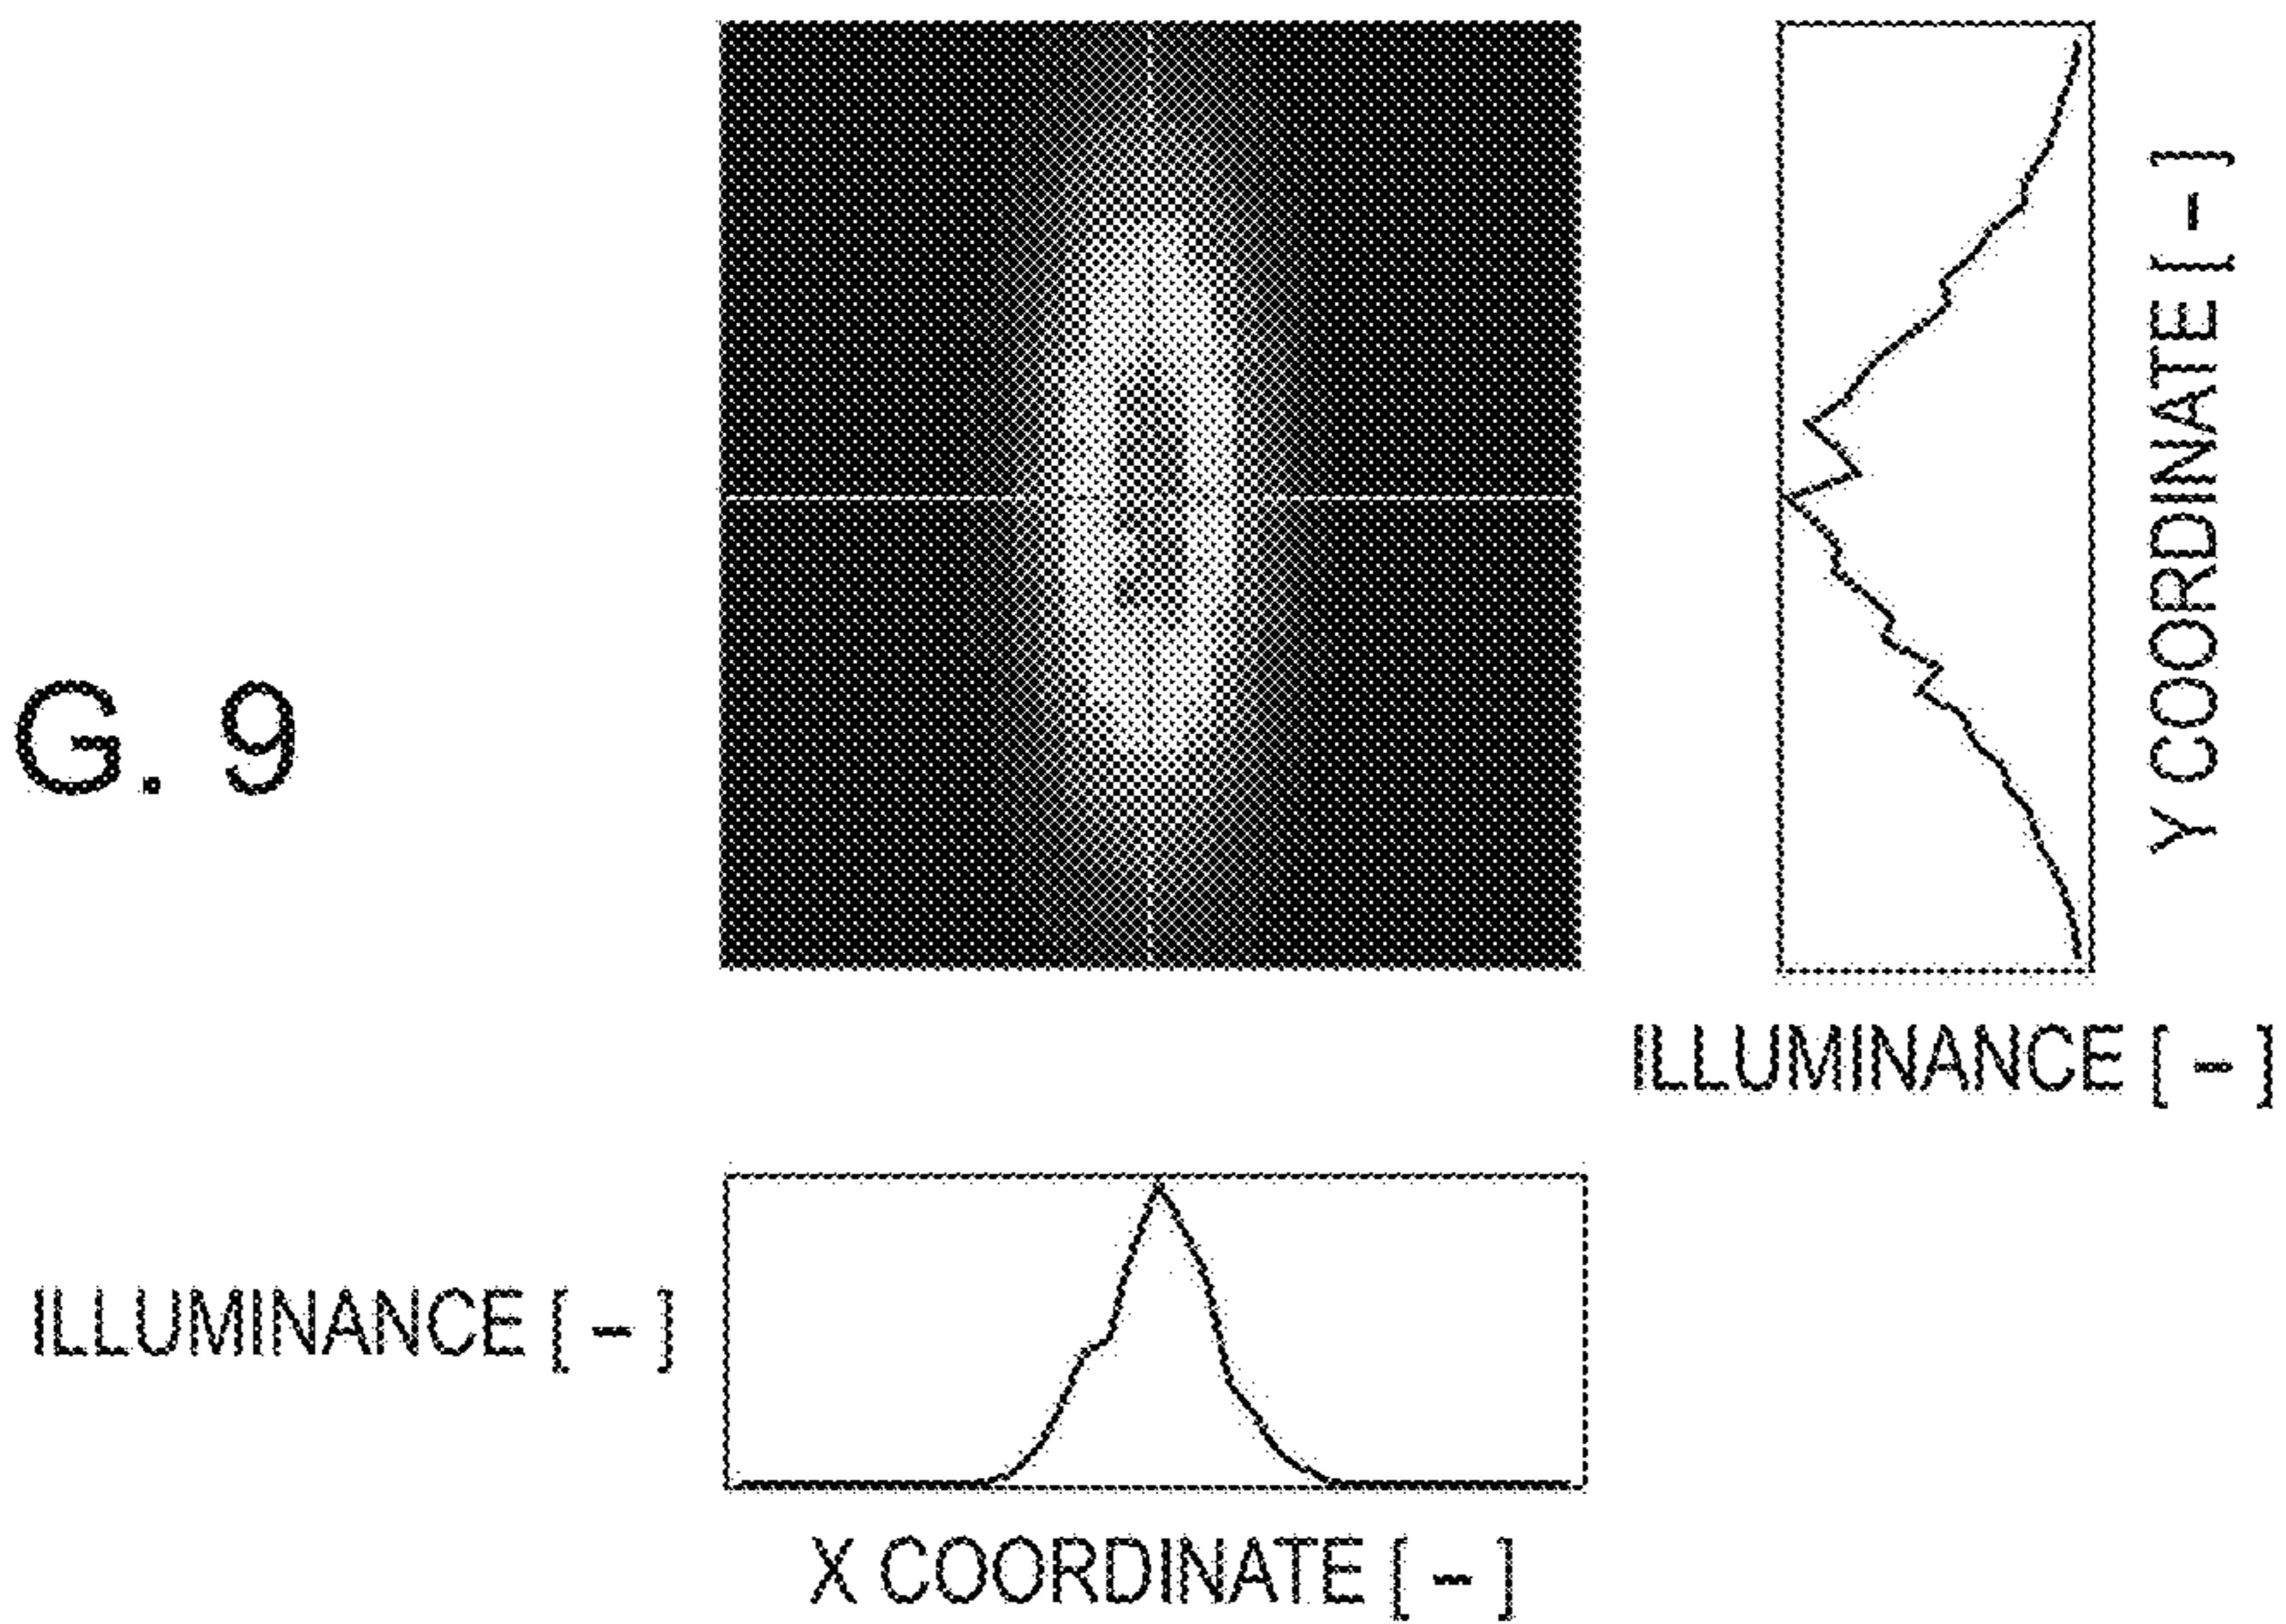 G. 9
Y COORDINATE [ - ]
ILLUMINANCE [ - ]
ILLUMINANCE [ - ]
X COORDINATE [ - ]